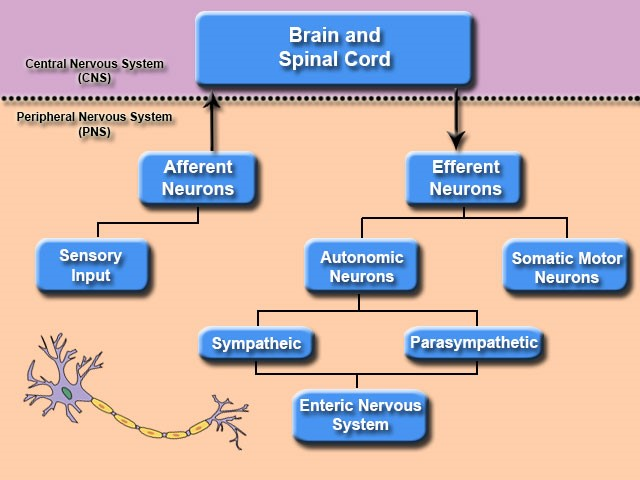 Brain and
Spinal Cord
Central Nervous System
(CNS)
Peripheral Nervous System
(PNS)
Afferent
Neurons
Efferent
Neurons
Sensory
Input
Autonomic
Neurons
Somatic Motor
Neurons
Sympatheic
Parasympathetic
Enteric Nervous
System